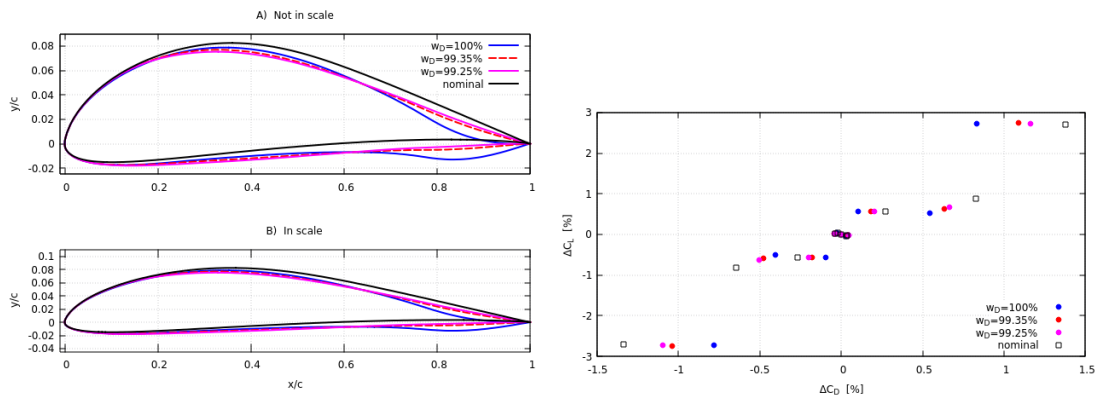 A) Not in scale
0.08
0.06
0.04
0.02
0
-0.02
y/c
w_D=100%
w_D=99.35%
w_D=99.25%
nominal
0 0.2 0.4 0.6 0.8 1
B) In scale
0.1
0.08
0.06
0.04
0.02
0
-0.02
-0.04
y/c
0 0.2 0.4 0.6 0.8 1
x/c
3
2
1
0
-1
-2
-3
ΔC_L [%]
w_D=100%
w_D=99.35%
w_D=99.25%
nominal
-1.5 -1 -0.5 0 0.5 1 1.5
ΔC_D [%]